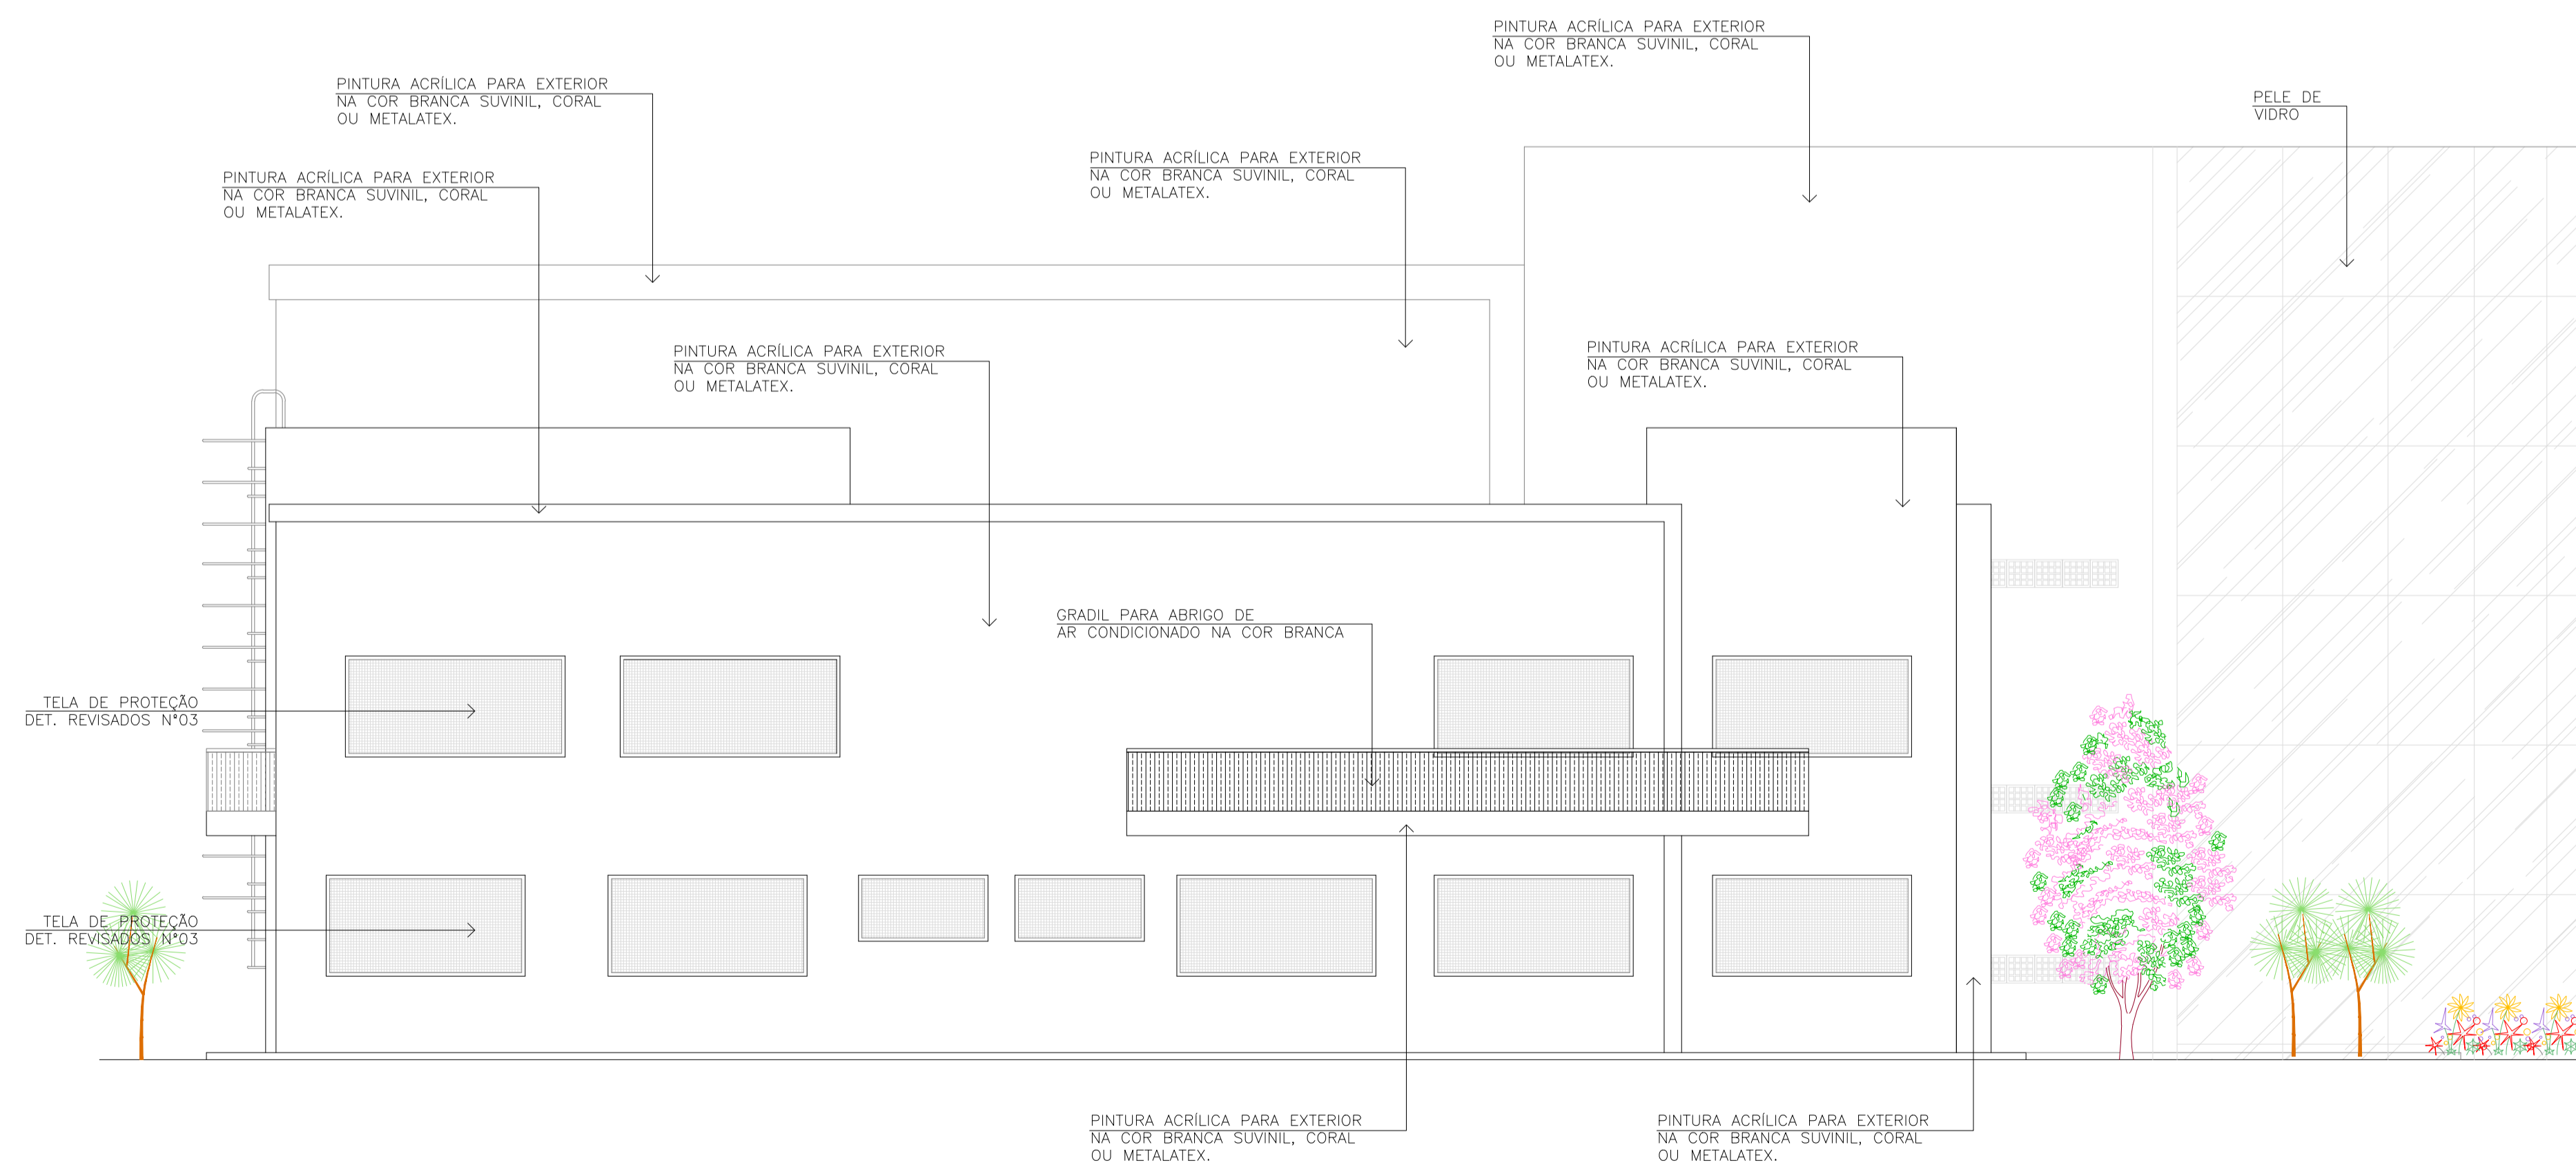 PINTURA ACRÍLICA PARA EXTERIOR
NA COR BRANCA SUVINIL, CORAL
OU METALATEX.
PINTURA ACRÍLICA PARA EXTERIOR
NA COR BRANCA SUVINIL, CORAL
OU METALATEX.
PELE DE
VIDRO
PINTURA ACRÍLICA PARA EXTERIOR
NA COR BRANCA SUVINIL, CORAL
OU METALATEX.
PINTURA ACRÍLICA PARA EXTERIOR
NA COR BRANCA SUVINIL, CORAL
OU METALATEX.
PINTURA ACRÍLICA PARA EXTERIOR
NA COR BRANCA SUVINIL, CORAL
OU METALATEX.
PINTURA ACRÍLICA PARA EXTERIOR
NA COR BRANCA SUVINIL, CORAL
OU METALATEX.
GRADIL PARA ABRIGO DE
AR CONDICIONADO NA COR BRANCA
TELA DE PROTEÇÃO
DET. REVISADOS N°03
TELA DE PROTEÇÃO
DET. REVISADOS N°03
PINTURA ACRÍLICA PARA EXTERIOR
NA COR BRANCA SUVINIL, CORAL
OU METALATEX.
PINTURA ACRÍLICA PARA EXTERIOR
NA COR BRANCA SUVINIL, CORAL
OU METALATEX.